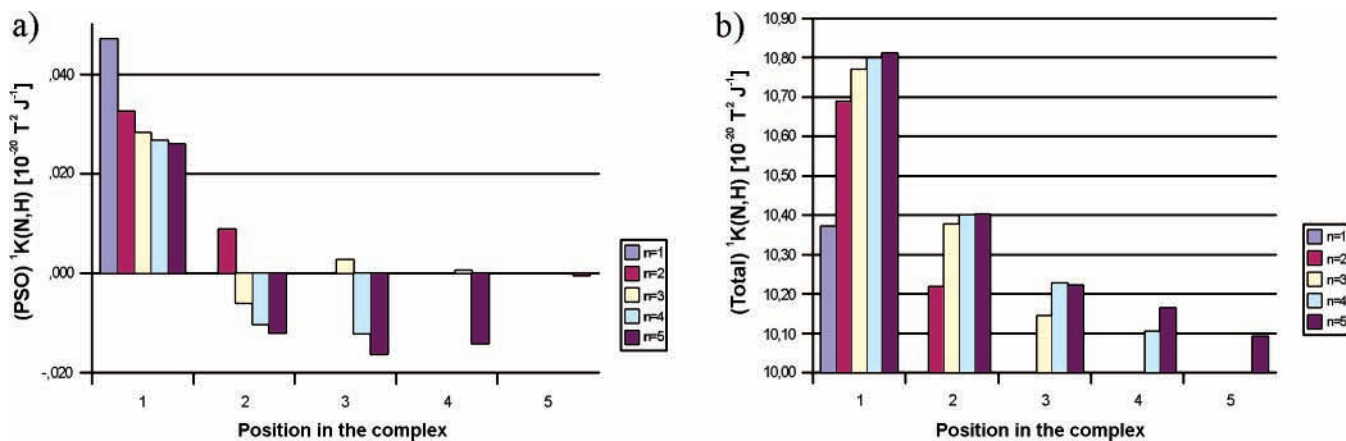 a)
(PSO) ¹K(N,H) [10⁻²⁰ T² J⁻¹]
,040
,020
,000
-,020
1 2 3 4 5
Position in the complex
n=1
n=2
n=3
n=4
n=5
b)
(Total) ¹K(N,H) [10⁻²⁰ T² J⁻¹]
10,90
10,80
10,70
10,60
10,50
10,40
10,30
10,20
10,10
10,00
1 2 3 4 5
Position in the complex
n=1
n=2
n=3
n=4
n=5